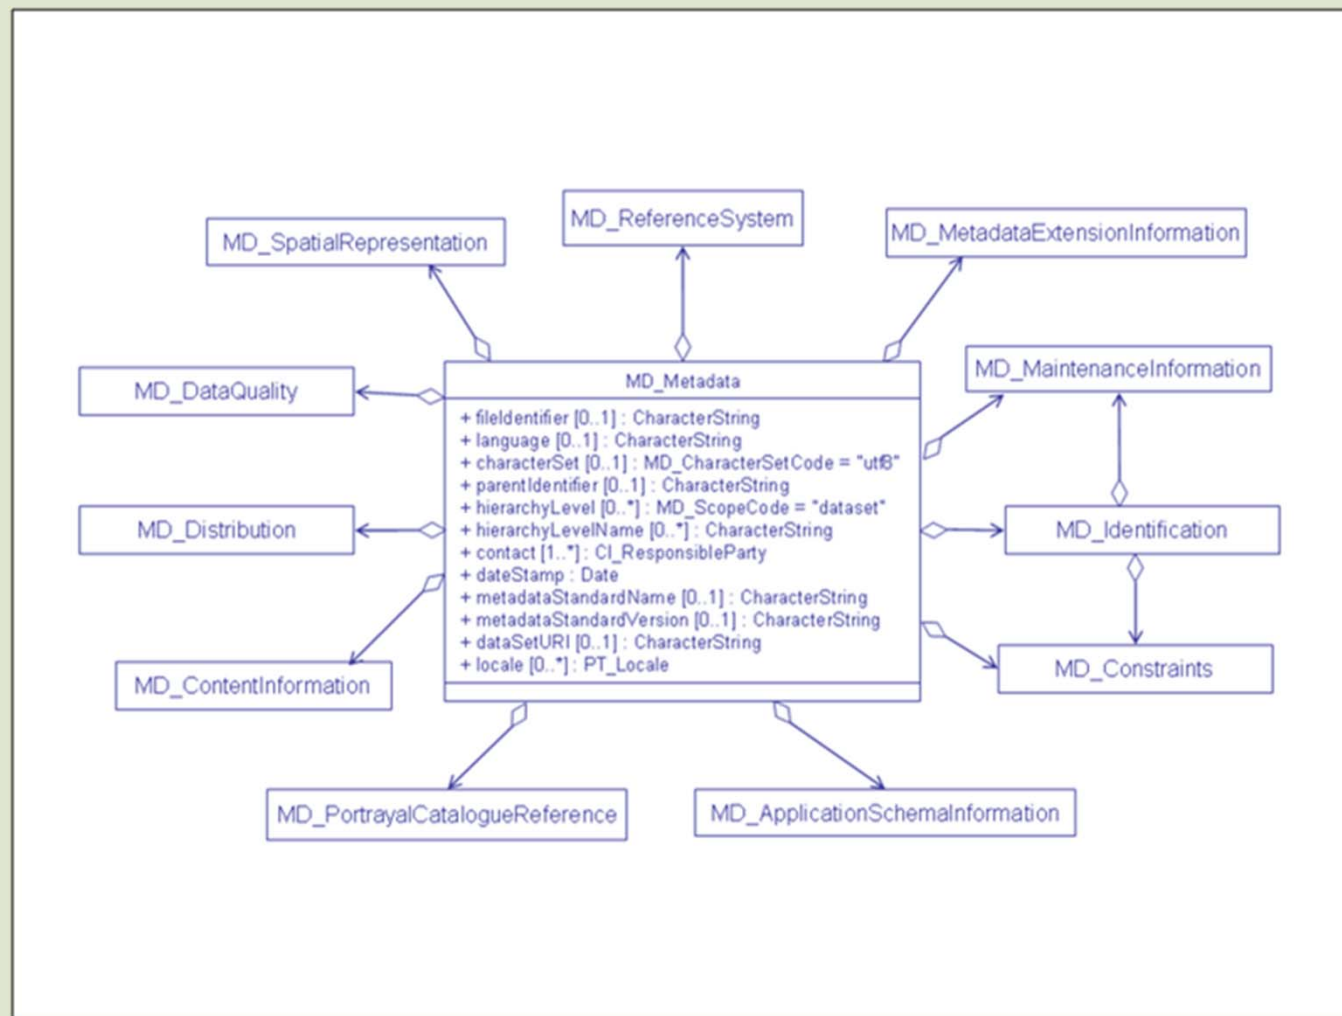 MD_ReferenceSystem
MD_SpatialRepresentation
MD_MetadataExtensionInformation
MD_DataQuality
MD_Metadata
MD_MaintenanceInformation
+ fileIdentifier [0..1] : CharacterString
+ language [0..1] : CharacterString
+ characterSet [0..1] : MD_CharacterSetCode = "utf8"
+ parentIdentifier [0..1] : CharacterString
+ hierarchyLevel [0..*] : MD_ScopeCode = "dataset"
+ hierarchyLevelName [0..*] : CharacterString
+ contact [1..*] : CI_ResponsibleParty
+ dateStamp : Date
+ metadataStandardName [0..1] : CharacterString
+ metadataStandardVersion [0..1] : CharacterString
+ dataSetURI [0..1] : CharacterString
+ locale [0..*] : PT_Locale
MD_Distribution
MD_Identification
MD_ContentInformation
MD_Constraints
MD_PortrayalCatalogueReference
MD_ApplicationSchemaInformation